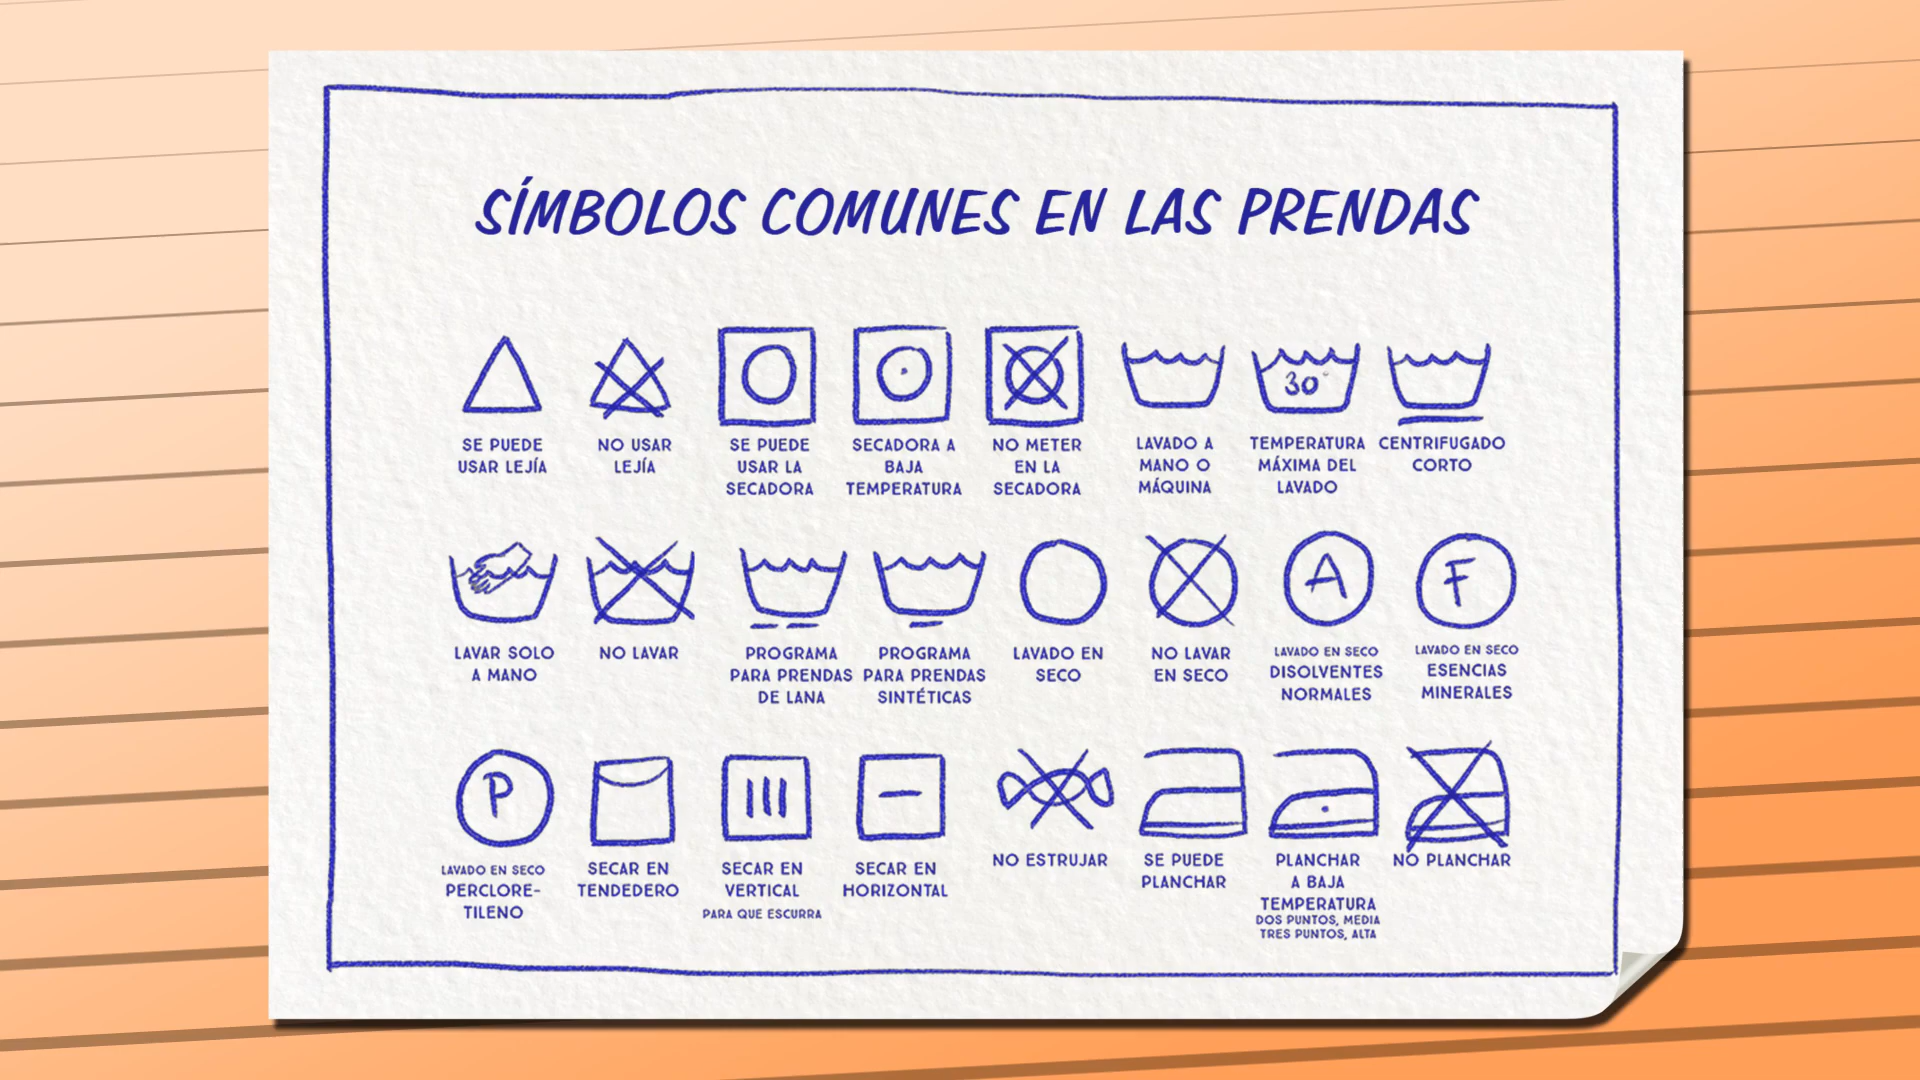 SÍMBOLOS COMUNES EN LAS PRENDAS
SE PUEDE
USAR LEJÍA
NO USAR
LEJÍA
SE PUEDE
USAR LA
SECADORA
SECADORA A
BAJA
TEMPERATURA
NO METER
EN LA
SECADORA
LAVADO A
MANO O
MÁQUINA
30°
TEMPERATURA
MÁXIMA DEL
LAVADO
CENTRIFUGADO
CORTO
LAVAR SOLO
A MANO
NO LAVAR
PROGRAMA
PARA PRENDAS
DE LANA
PROGRAMA
PARA PRENDAS
SINTÉTICAS
LAVADO EN
SECO
NO LAVAR
EN SECO
A
LAVADO EN SECO
DISOLVENTES
NORMALES
F
LAVADO EN SECO
ESENCIAS
MINERALES
P
LAVADO EN SECO
PERCLORE-
TILENO
SECAR EN
TENDEDERO
SECAR EN
VERTICAL
PARA QUE ESCURRA
SECAR EN
HORIZONTAL
NO ESTRUJAR
SE PUEDE
PLANCHAR
PLANCHAR
A BAJA
TEMPERATURA
DOS PUNTOS, MEDIA
TRES PUNTOS, ALTA
NO PLANCHAR